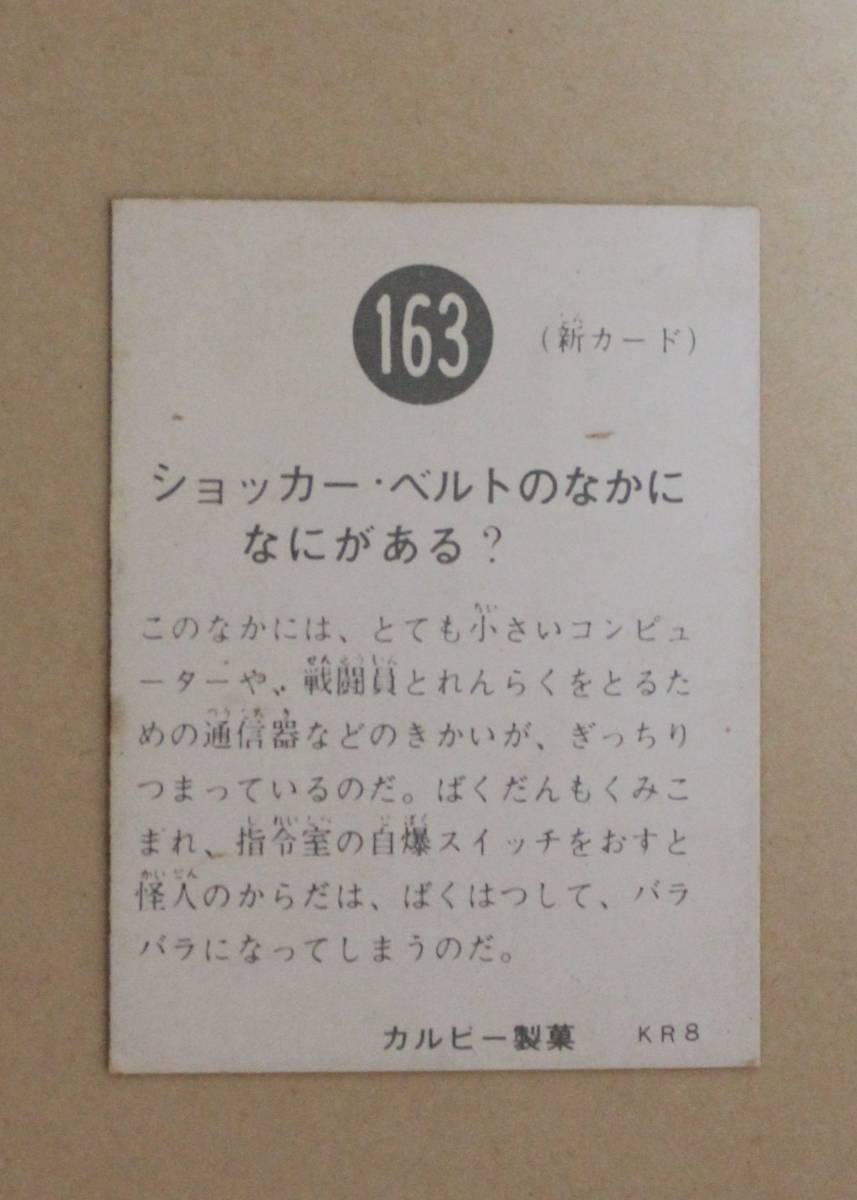 163
(新カード)
ショッカー・ベルトのなかに
なにがある?
このなかには、とても小さいコンピュ
ーターや、戦闘員とれんらくをとるた
めの通信器などのきかいが、ぎっちり
つまっているのだ。ばくだんもくみこ
まれ、指令室の自爆スイッチをおすと
怪人のからだは、ばくはつして、バラ
バラになってしまうのだ。
カルビー製菓 KR8